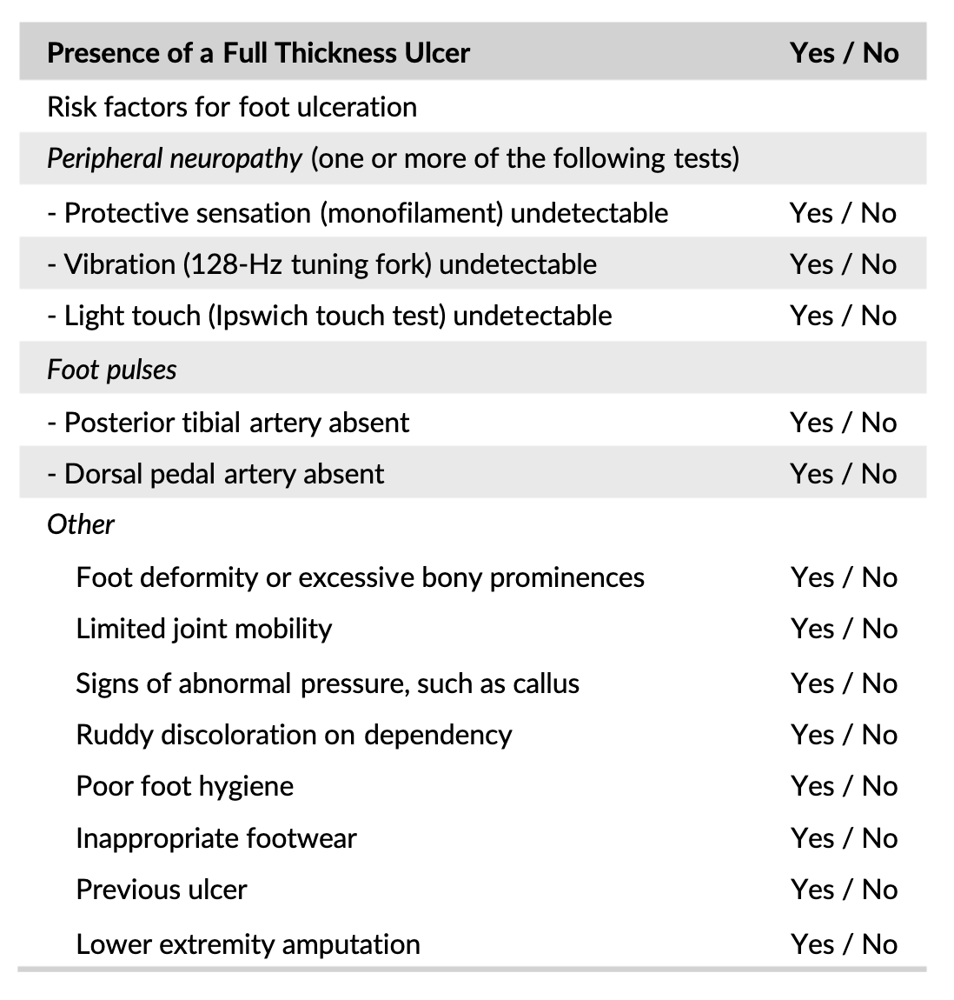 Presence of a Full Thickness Ulcer Yes / No
Risk factors for foot ulceration
Peripheral neuropathy (one or more of the following tests)
- Protective sensation (monofilament) undetectable Yes / No
- Vibration (128-Hz tuning fork) undetectable Yes / No
- Light touch (Ipswich touch test) undetectable Yes / No
Foot pulses
- Posterior tibial artery absent Yes / No
- Dorsal pedal artery absent Yes / No
Other
Foot deformity or excessive bony prominences Yes / No
Limited joint mobility Yes / No
Signs of abnormal pressure, such as callus Yes / No
Ruddy discoloration on dependency Yes / No
Poor foot hygiene Yes / No
Inappropriate footwear Yes / No
Previous ulcer Yes / No
Lower extremity amputation Yes / No